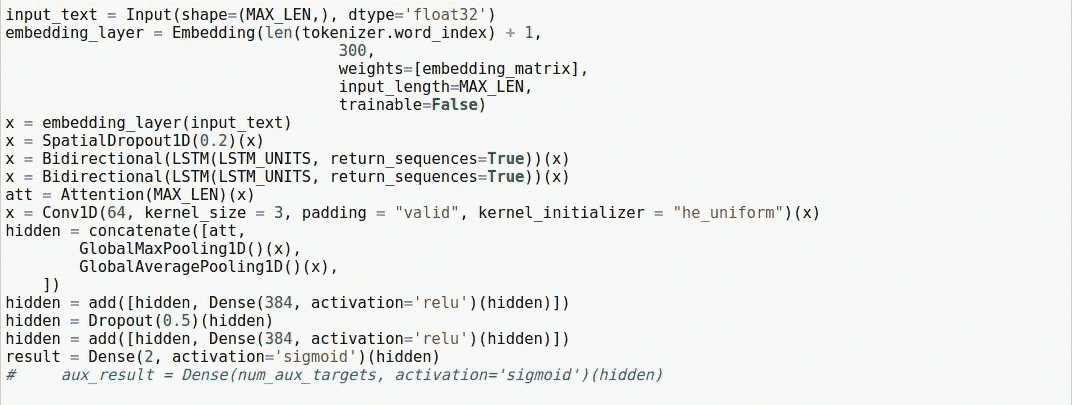 input_text = Input(shape=(MAX_LEN,), dtype='float32')
embedding_layer = Embedding(len(tokenizer.word_index) + 1,
                                    300,
                                    weights=[embedding_matrix],
                                    input_length=MAX_LEN,
                                    trainable=False)
x = embedding_layer(input_text)
x = SpatialDropout1D(0.2)(x)
x = Bidirectional(LSTM(LSTM_UNITS, return_sequences=True))(x)
x = Bidirectional(LSTM(LSTM_UNITS, return_sequences=True))(x)
att = Attention(MAX_LEN)(x)
x = Conv1D(64, kernel_size = 3, padding = "valid", kernel_initializer = "he_uniform")(x)
hidden = concatenate([att,
        GlobalMaxPooling1D()(x),
        GlobalAveragePooling1D()(x),
    ])
hidden = add([hidden, Dense(384, activation='relu')(hidden)])
hidden = Dropout(0.5)(hidden)
hidden = add([hidden, Dense(384, activation='relu')(hidden)])
result = Dense(2, activation='sigmoid')(hidden)
#     aux_result = Dense(num_aux_targets, activation='sigmoid')(hidden)